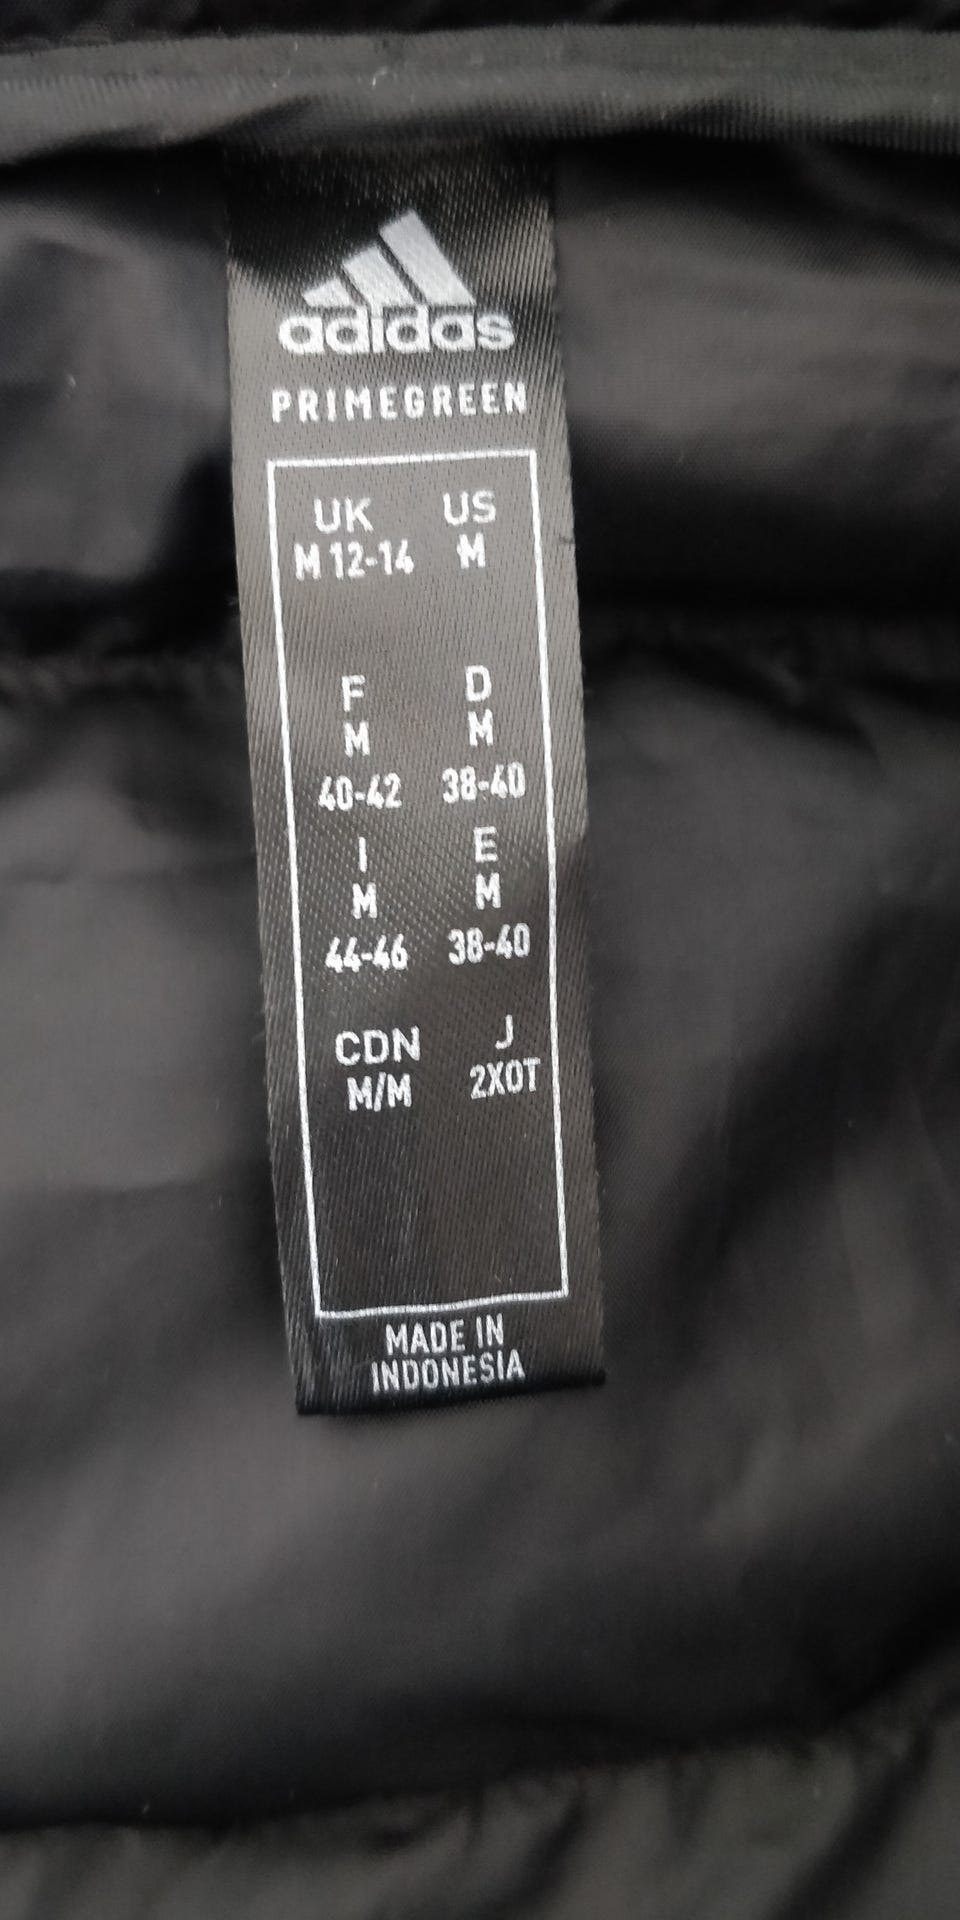 adidas
PRIMEGREEN
UK US
M 12-14 M
F D
M M
40-42 38-40
I E
M M
44-46 38-40
CDN J
M/M 2XOT
MADE IN
INDONESIA